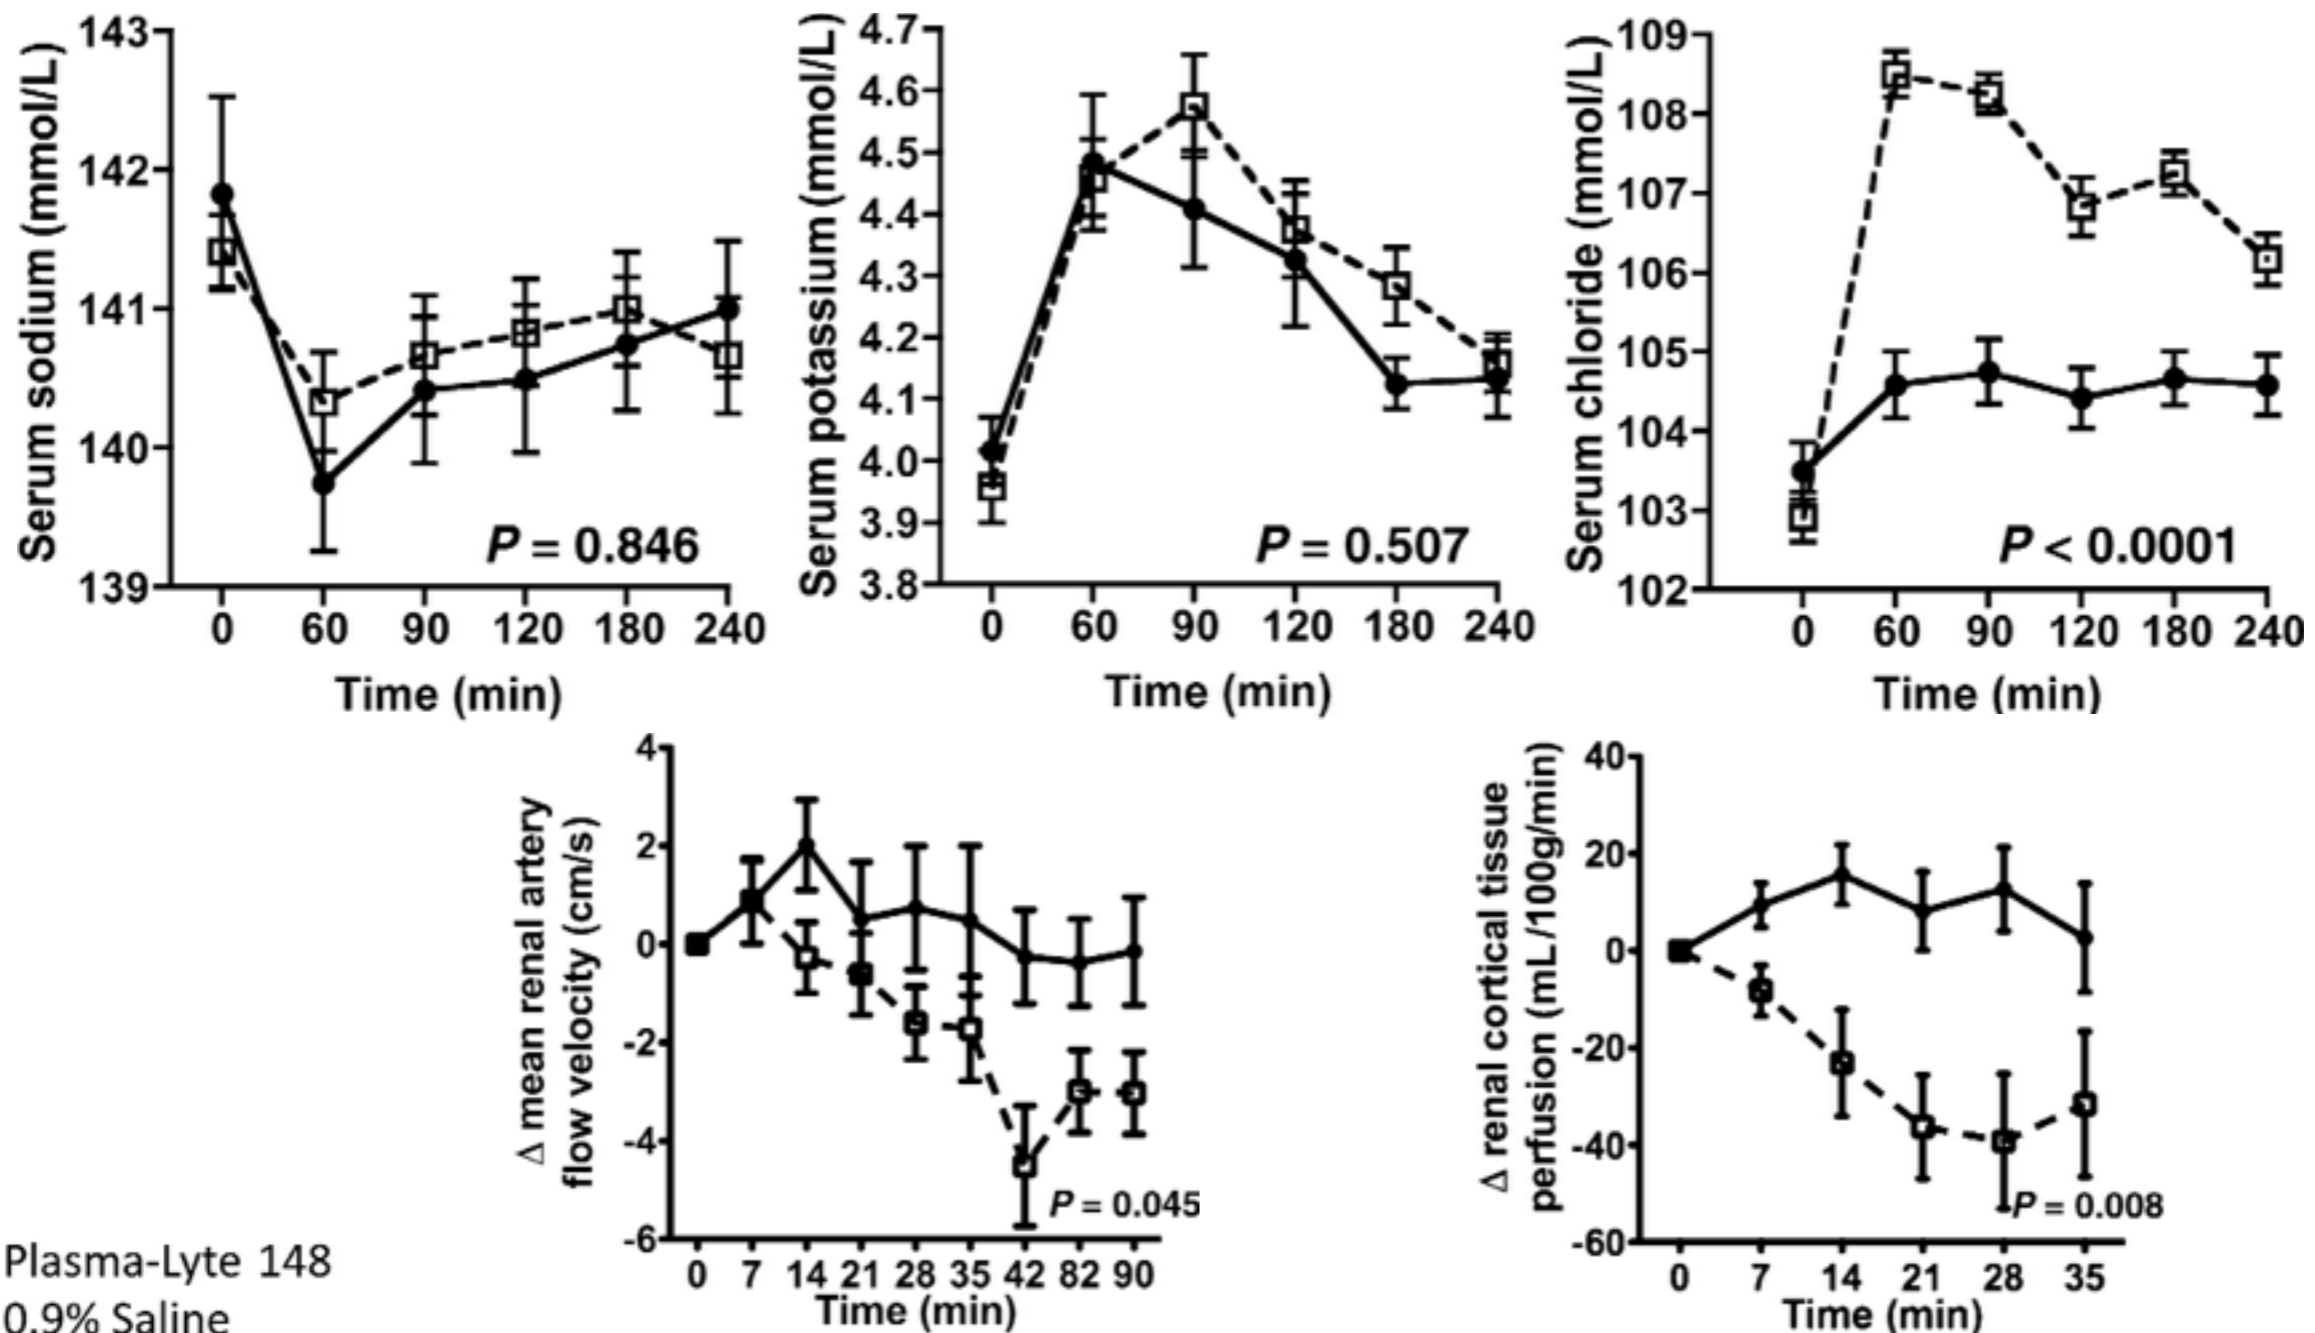 Serum sodium (mmol/L)
143
142
141
140
139
P = 0.846
0 60 90 120 180 240
Time (min)
Serum potassium (mmol/L)
4.7
4.6
4.5
4.4
4.3
4.2
4.1
4.0
3.9
3.8
P = 0.507
0 60 90 120 180 240
Time (min)
Serum chloride (mmol/L)
109
108
107
106
105
104
103
102
P < 0.0001
0 60 90 120 180 240
Time (min)
Δ mean renal artery
flow velocity (cm/s)
4
2
0
-2
-4
-6
P = 0.045
0 7 14 21 28 35 42 82 90
Time (min)
Δ renal cortical tissue
perfusion (mL/100g/min)
40
20
0
-20
-40
-60
P = 0.008
0 7 14 21 28 35
Time (min)
Plasma-Lyte 148
0.9% Saline